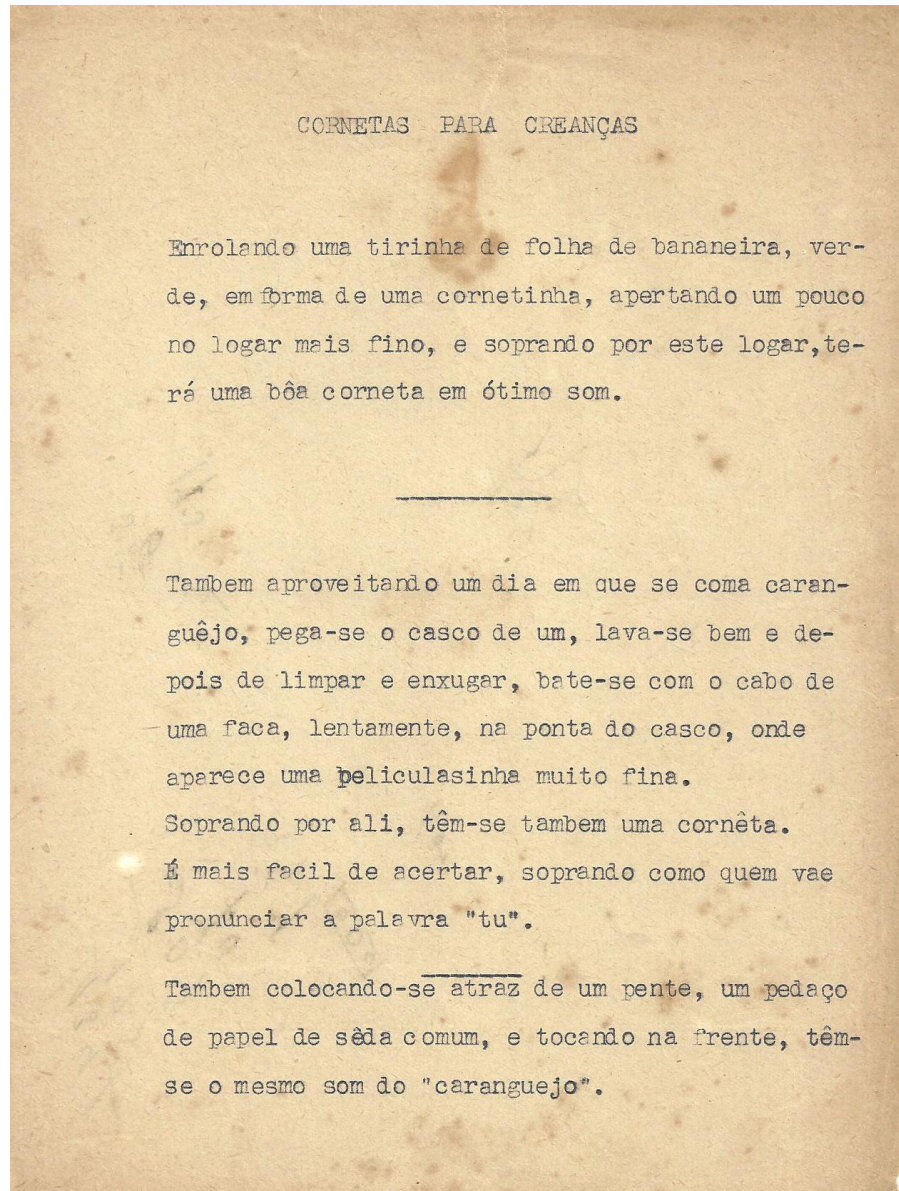 CORNETAS PARA CREANÇAS
Enrolando uma tirinha de folha de bananeira, ver-
de, em forma de uma cornetinha, apertando um pouco
no logar mais fino, e soprando por este logar,te-
rá uma bôa corneta em ótimo som.
Tambem aproveitando um dia em que se coma caran-
guêjo, pega-se o casco de um, lava-se bem e de-
pois de limpar e enxugar, bate-se com o cabo de
uma faca, lentamente, na ponta do casco, onde
aparece uma peliculasinha muito fina.
Soprando por ali, têm-se tambem uma cornêta.
É mais facil de acertar, soprando como quem vae
pronunciar a palavra "tu".
Tambem colocando-se atraz de um pente, um pedaço
de papel de sêda comum, e tocando na frente, têm-
se o mesmo som do "caranguejo".